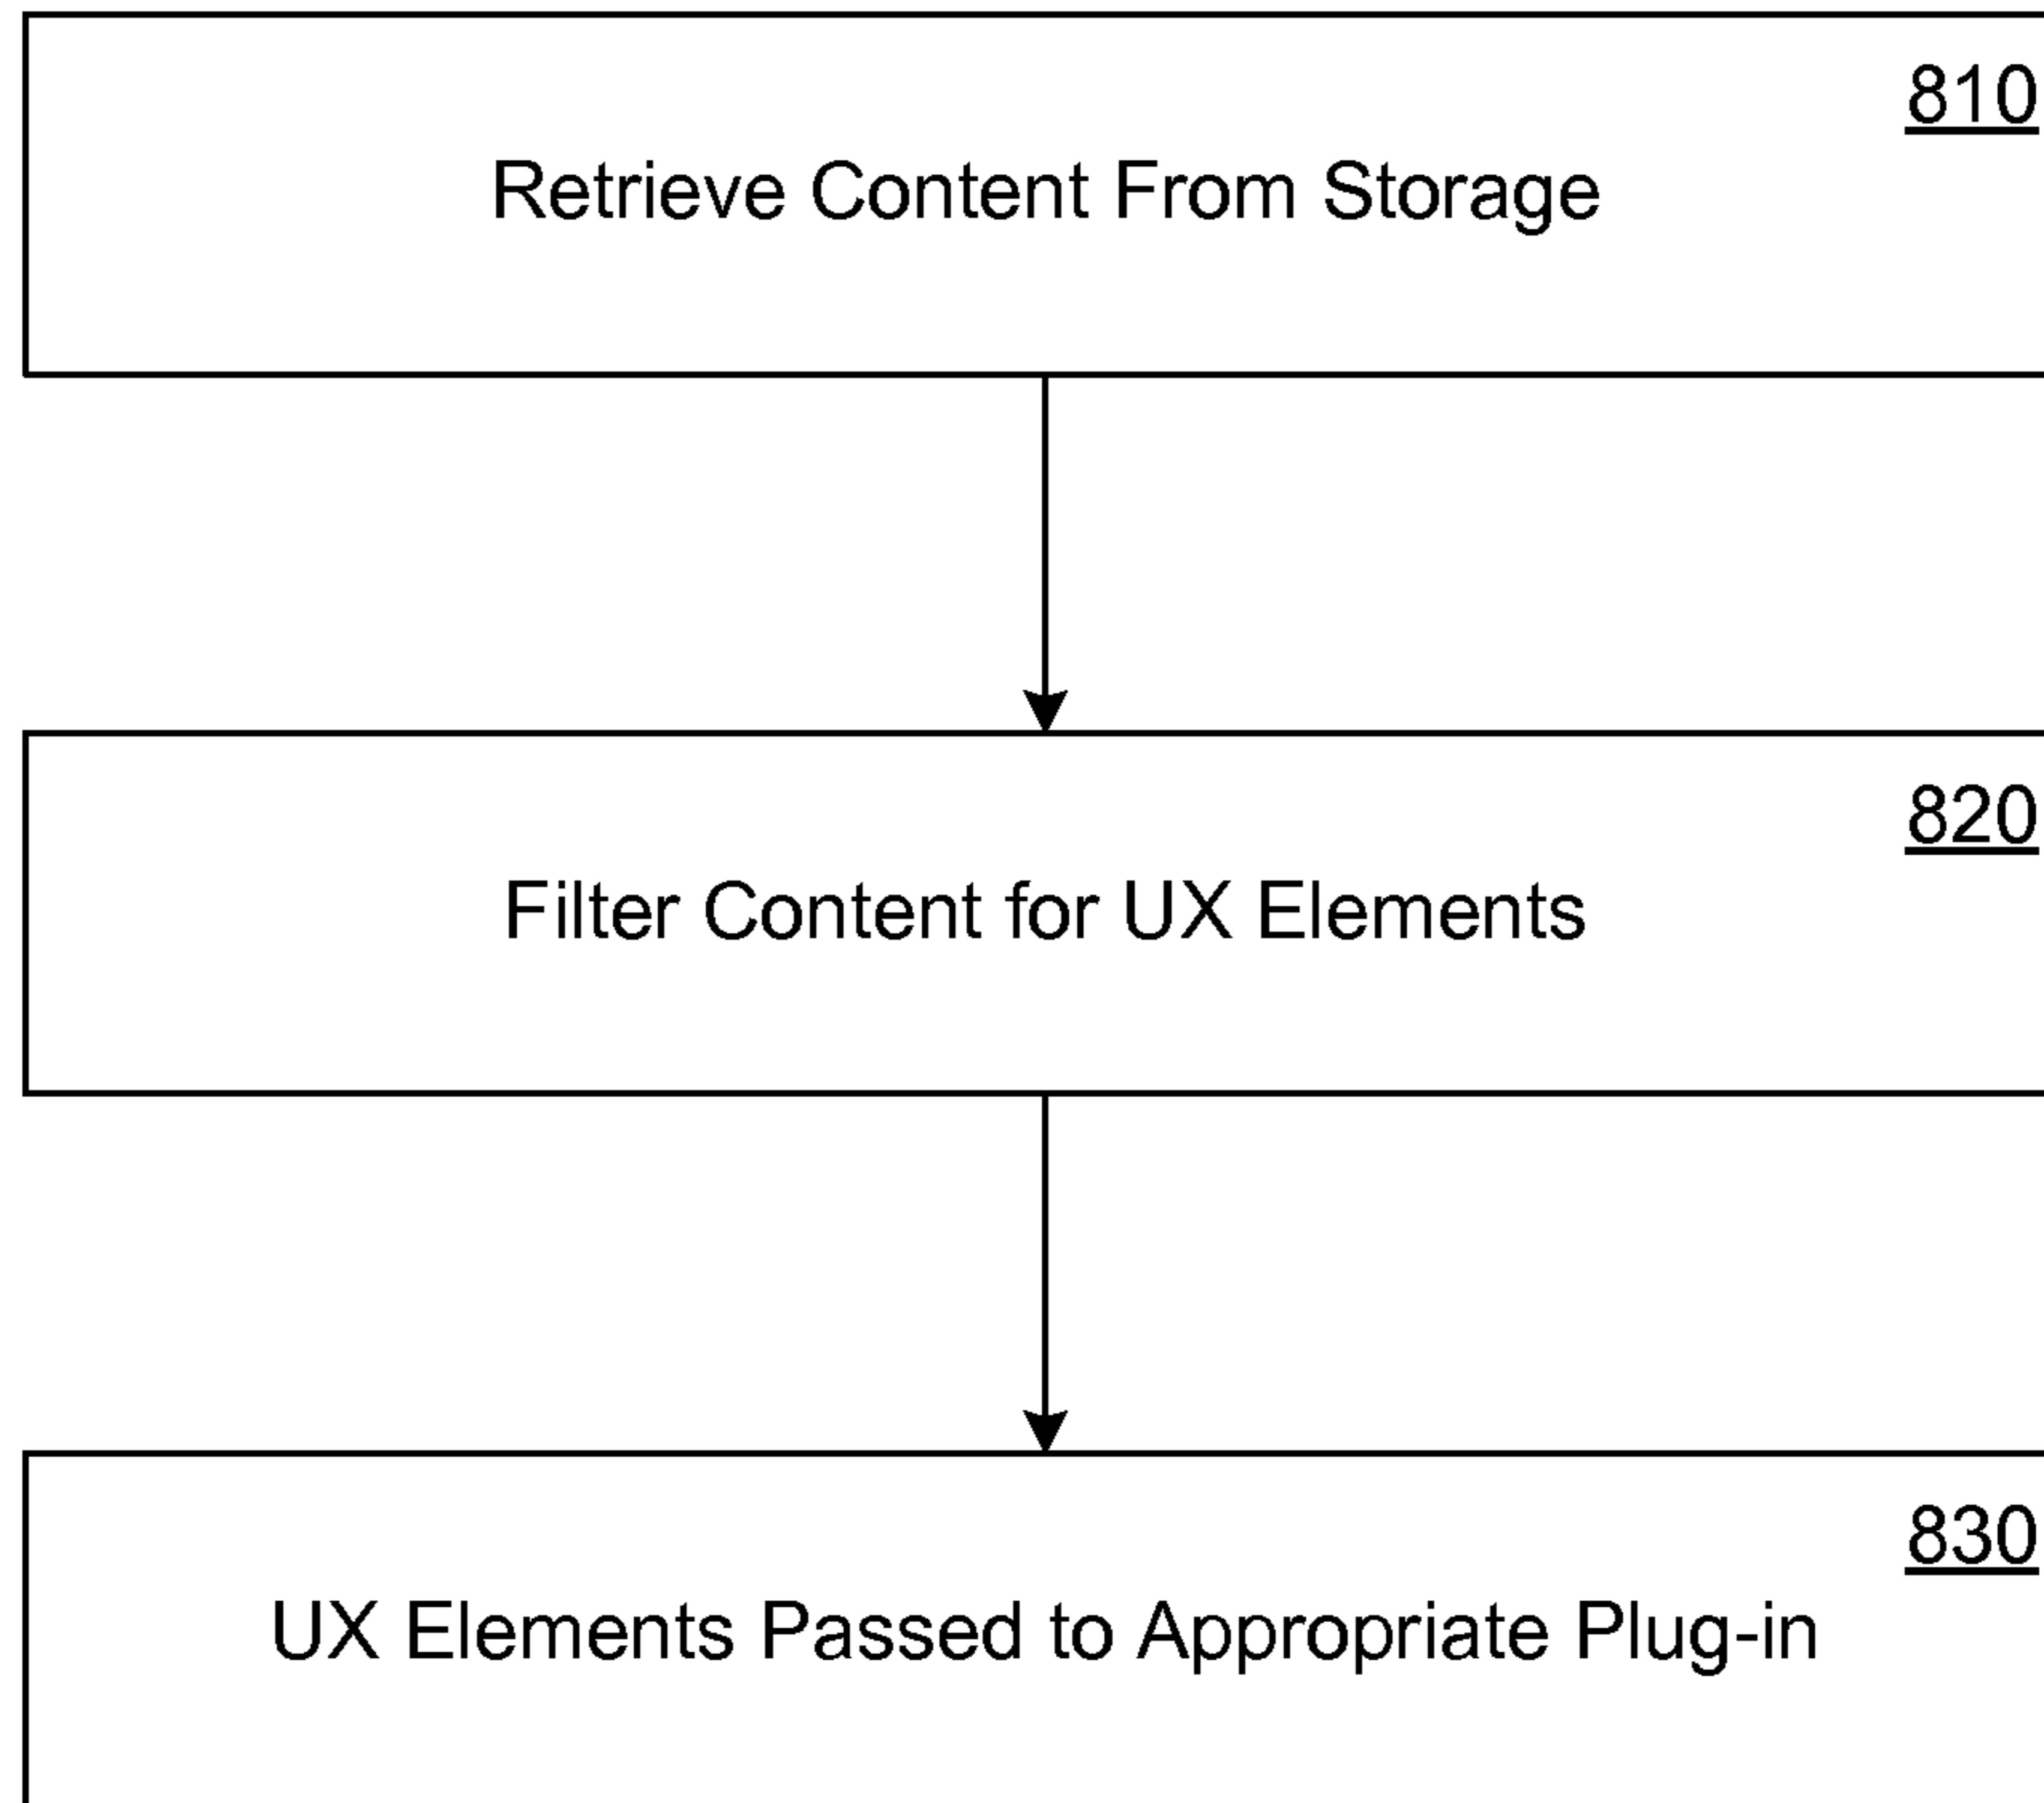 810
Retrieve Content From Storage
820
Filter Content for UX Elements
830
UX Elements Passed to Appropriate Plug-in